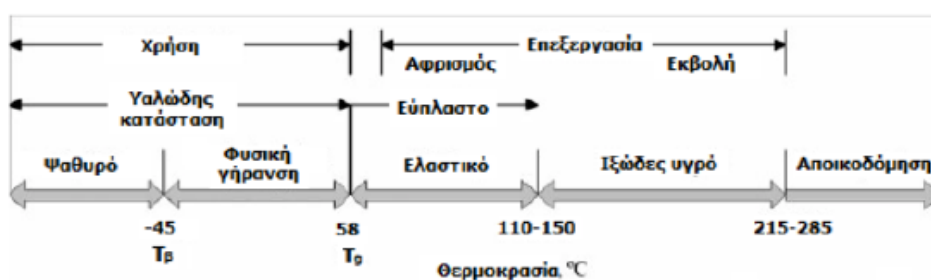 Χρήση
Επεξεργασία
Αφρισμός
Εκβολή
Υαλώδης
κατάσταση
Εύπλαστο
Ψαθυρό
Φυσική
γήρανση
Ελαστικό
Ιξώδες υγρό
Αποικοδόμηση
-45
58
110-150
215-285
Tβ
Tg
Θερμοκρασία, ºC